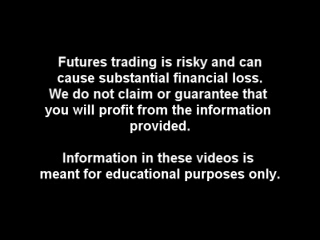 Futures trading is risky and can
cause substantial financial loss.
We do not claim or guarantee that
you will profit from the information
provided.
Information in these videos is
meant for educational purposes only.